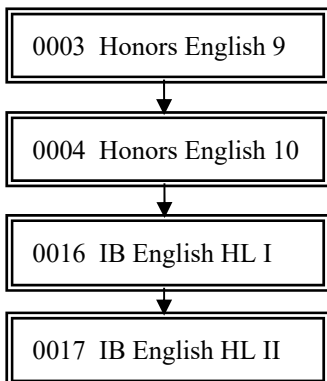 0003 Honors English 9
0004 Honors English 10
0016 IB English HL I
0017 IB English HL II